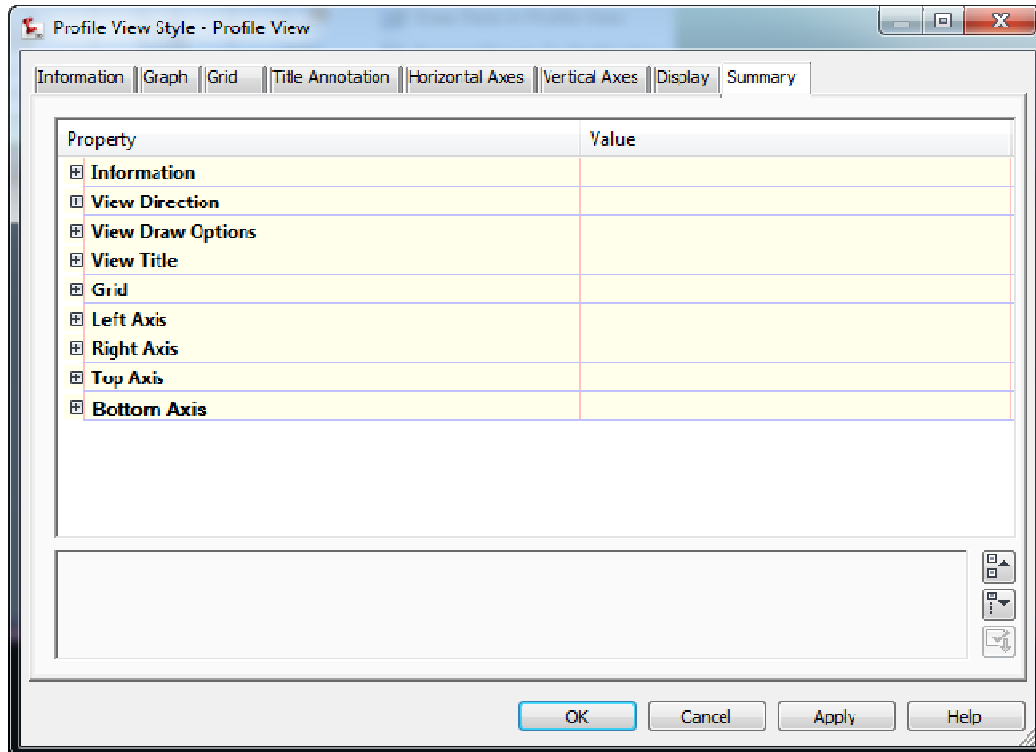 Profile View Style - Profile View
Information Graph Grid Title Annotation Horizontal Axes Vertical Axes Display Summary
Property Value
Information
View Direction
View Draw Options
View Title
Grid
Left Axis
Right Axis
Top Axis
Bottom Axis
OK Cancel Apply Help